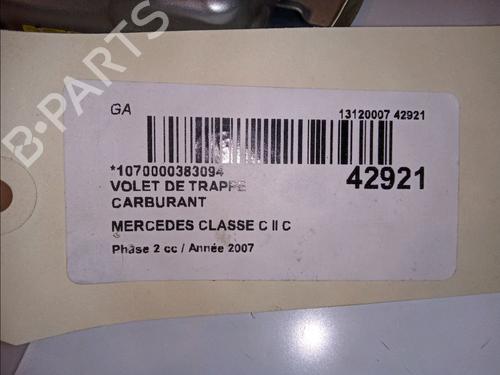 B-PARTS
GA
13120007 42921
*1070000383094
42921
VOLET DE TRAPPE
CARBURANT
MERCEDES CLASSE C II C
Phase 2 cc / Année 2007